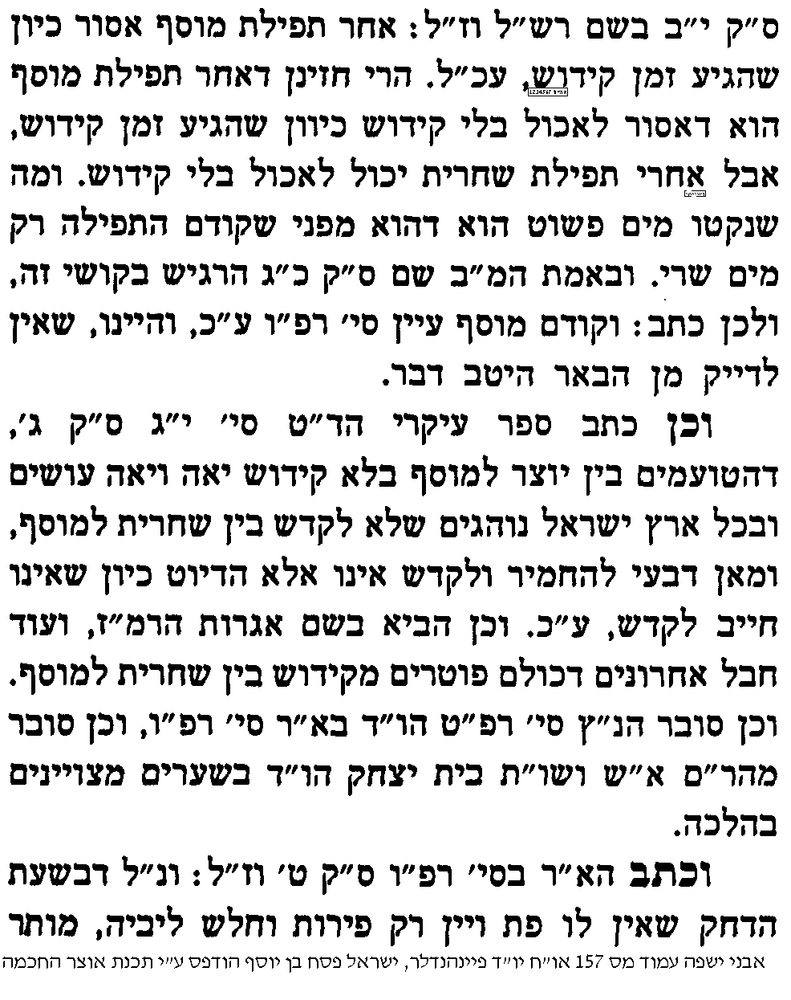 ס״ק י״ב בשם רש״ל וז״ל: אחר תפילת מוסף אסור כיון
שהגיע זמן קידוש, עכ״ל. הרי חזינן דאחר תפילת מוסף
הוא דאסור לאכול בלי קידוש כיוון שהגיע זמן קידוש,
אבל אחרי תפילת שחרית יכול לאכול בלי קידוש. ומה
שנקטו מים פשוט הוא דהוא מפני שקודם התפילה רק
מים שרי. ובאמת המ״ב שם ס״ק כ״ג הרגיש בקושי זה,
ולכן כתב: וקודם מוסף עיין סי׳ רפ״ו ע״כ, והיינו, שאין
לדייק מן הבאר היטב דבר.
וכן כתב ספר עיקרי הד״ט סי׳ י״ג ס״ק ג׳,
דהטועמים בין יוצר למוסף בלא קידוש יאה ויאה עושים
ובכל ארץ ישראל נוהגים שלא לקדש בין שחרית למוסף,
ומאן דבעי להחמיר ולקדש אינו אלא הדיוט כיון שאינו
חייב לקדש, ע״כ. וכן הביא בשם אגרות הרמ״ז, ועוד
חבל אחרונים דכולם פוטרים מקידוש בין שחרית למוסף.
וכן סובר הנ״ץ סי׳ רפ״ט הו״ד בא״ר סי׳ רפ״ו, וכן סובר
מהר״ם א״ש ושו״ת בית יצחק הו״ד בשערים מצויינים
בהלכה.
וכתב הא״ר בסי׳ רפ״ו ס״ק ט׳ וז״ל: ונ״ל דבשעת
הדחק שאין לו פת ויין רק פירות וחלש ליביה, מותר
אבני ישפה עמוד מס 157 או״ח יו״ד פיינהנדלר, ישראל פסח בן יוסף הודפס ע״י תכנת אוצר החכמה